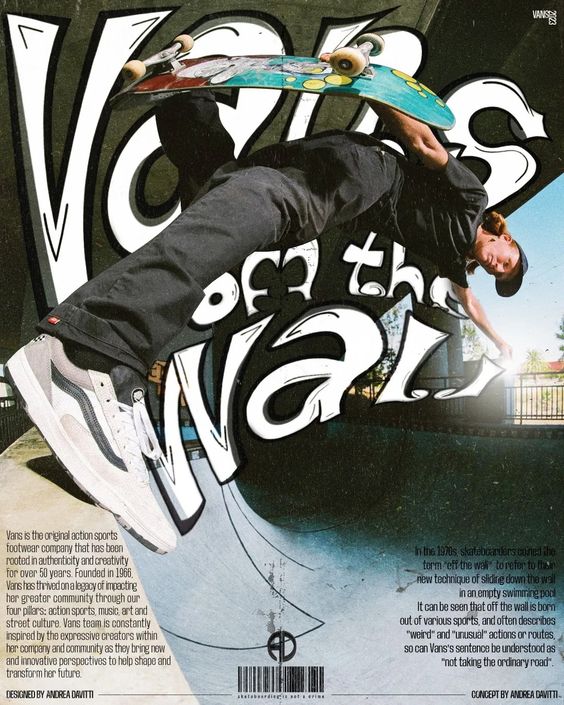 VANS
Vans
om the
Wall
Vans is the original action sports
footwear company that has been
rooted in authenticity and creativity
for over 50 years. Founded in 1966,
Vans has thrived on a legacy of impacting
her greater community through our
four pillars: action sports, music, art and
street culture. Vans team is constantly
inspired by the expressive creators within
her company and community as they bring new
and innovative perspectives to help shape and
transform her future.
In the 1970s, skateboarders coined the
term "off the wall" to refer to their
new technique of sliding down the wall
in an empty swimming pool
It can be seen that off the wall is born
out of various sports, and often describes
"weird" and "unusual" actions or routes,
so can Vans's sentence be understood as
"not taking the ordinary road".
DESIGNED BY ANDREA DAVITTI
skateboarding is not a crime
CONCEPT BY ANDREA DAVITTI